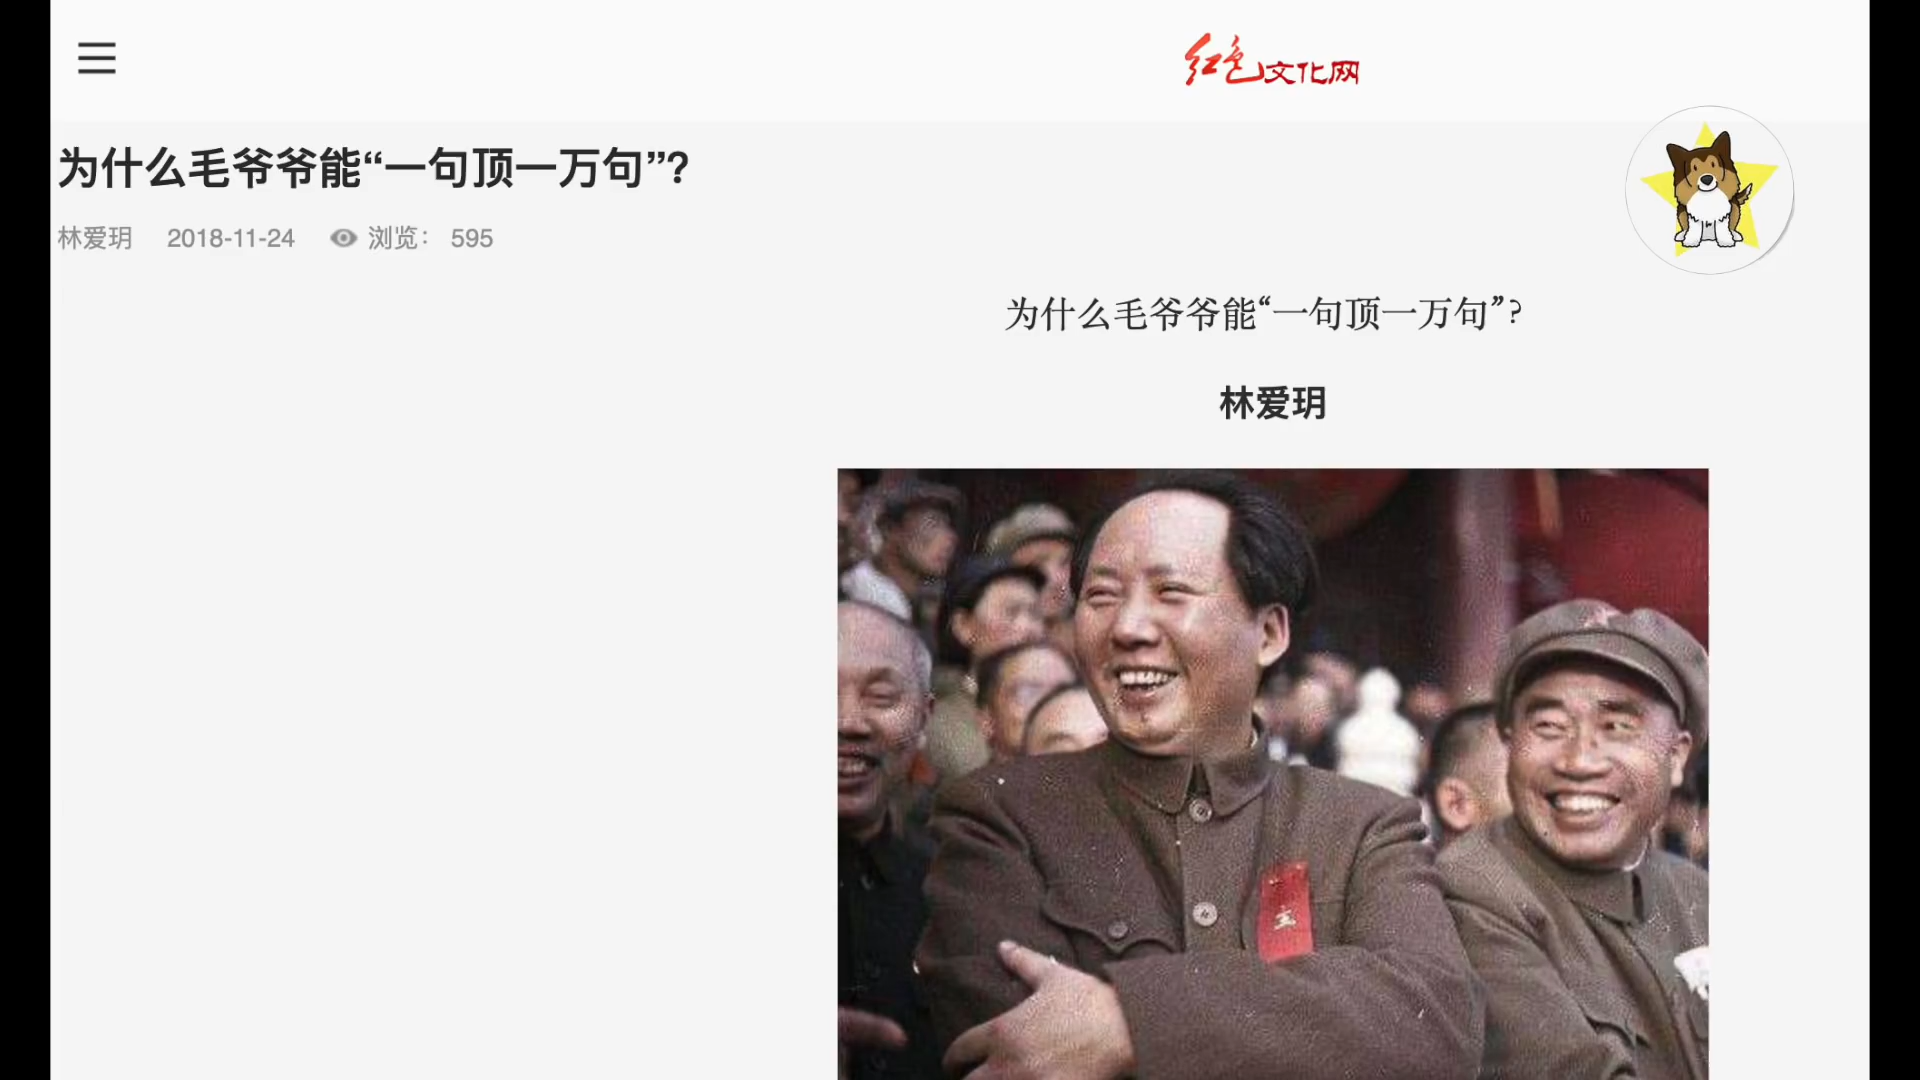 红色文化网
为什么毛爷爷能“一句顶一万句”?
林爱玥 2018-11-24 浏览： 595
为什么毛爷爷能“一句顶一万句”?
林爱玥